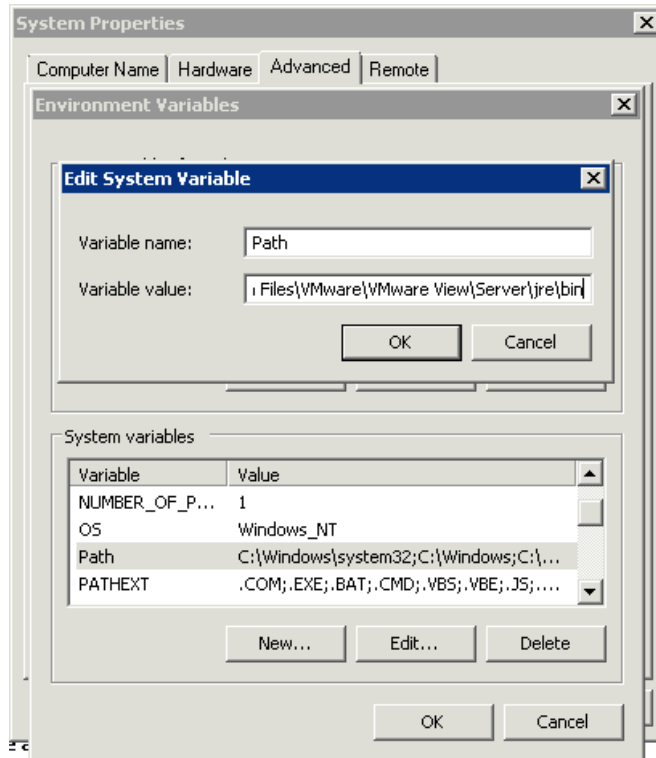 System Properties
Computer Name Hardware Advanced Remote
Environment Variables
Edit System Variable
Variable name: Path
Variable value: Files\VMware\VMware View\Server\jre\bin
OK Cancel
System variables
Variable Value
NUMBER_OF_P... 1
OS Windows_NT
Path C:\Windows\system32;C:\Windows;C:\...
PATHEXT .COM;.EXE;.BAT;.CMD;.VBS;.VBE;.JS;....
New... Edit... Delete
OK Cancel